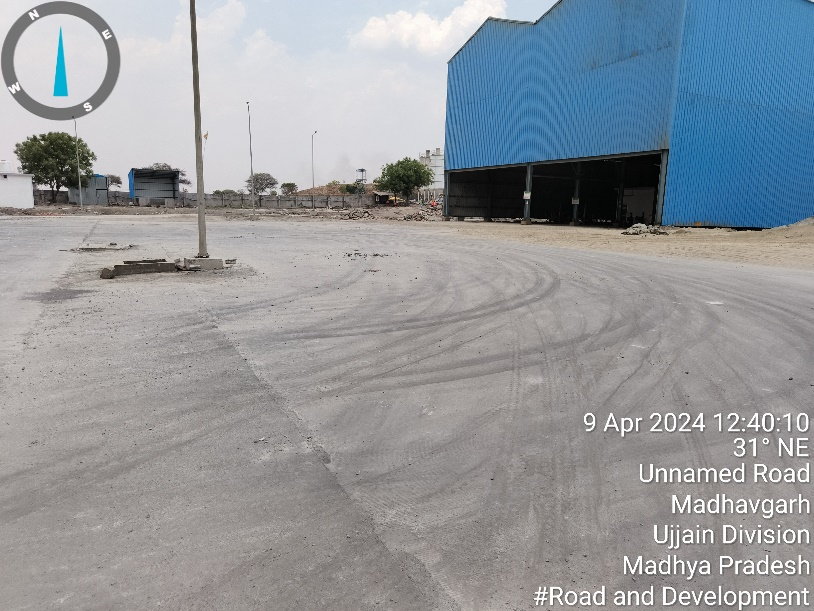 N
E
W
S
9 Apr 2024 12:40:10
31° NE
Unnamed Road
Madhavgarh
Ujjain Division
Madhya Pradesh
#Road and Development